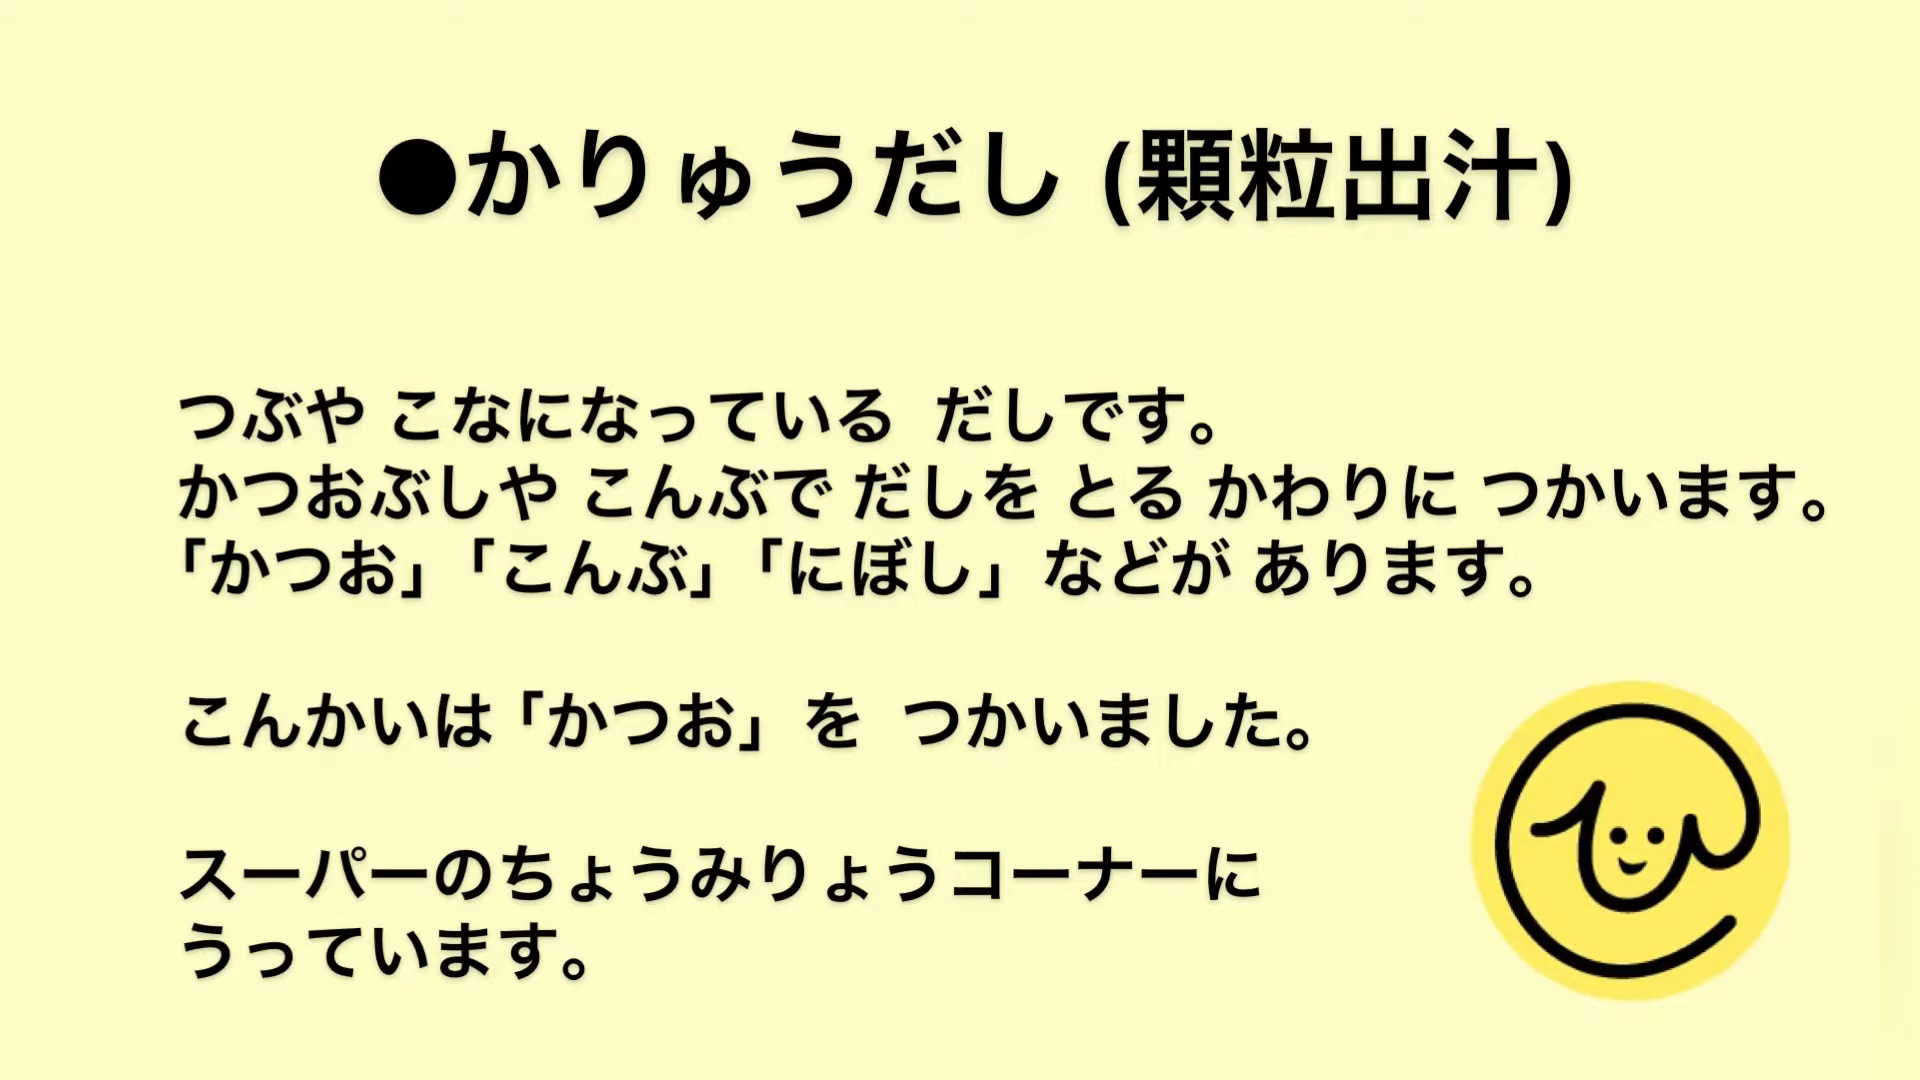 ●かりゅうだし (顆粒出汁)
つぶや こなになっている だしです。
かつおぶしや こんぶで だしを とる かわりに つかいます。
「かつお」「こんぶ」「にぼし」などが あります。
こんかいは「かつお」を つかいました。
スーパーのちょうみりょうコーナーに
うっています。